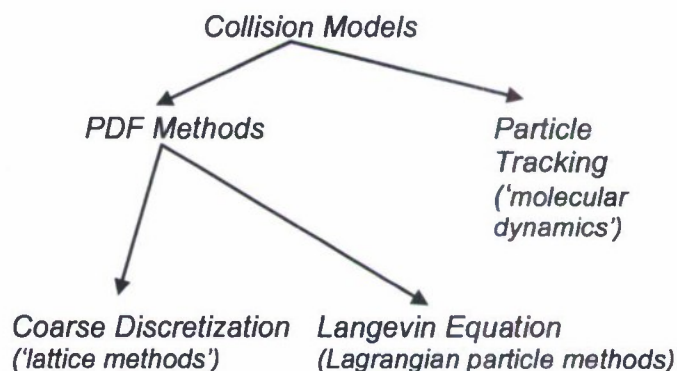 Collision Models
PDF Methods
Particle
Tracking
('molecular
dynamics')
Coarse Discretization
('lattice methods')
Langevin Equation
(Lagrangian particle methods)